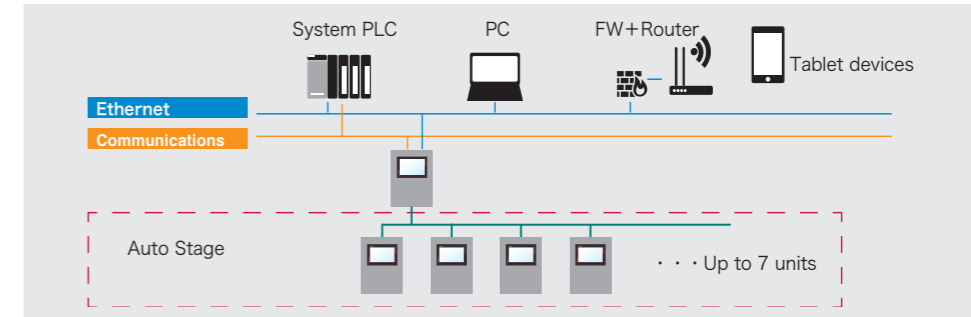 System PLC
PC
FW＋Router
Tablet devices
Ethernet
Communications
Auto Stage
・・・Up to 7 units